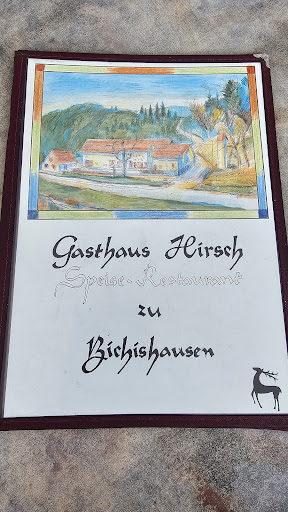 Gasthaus Hirsch
Speise-Restaurant
zu
Bichishausen